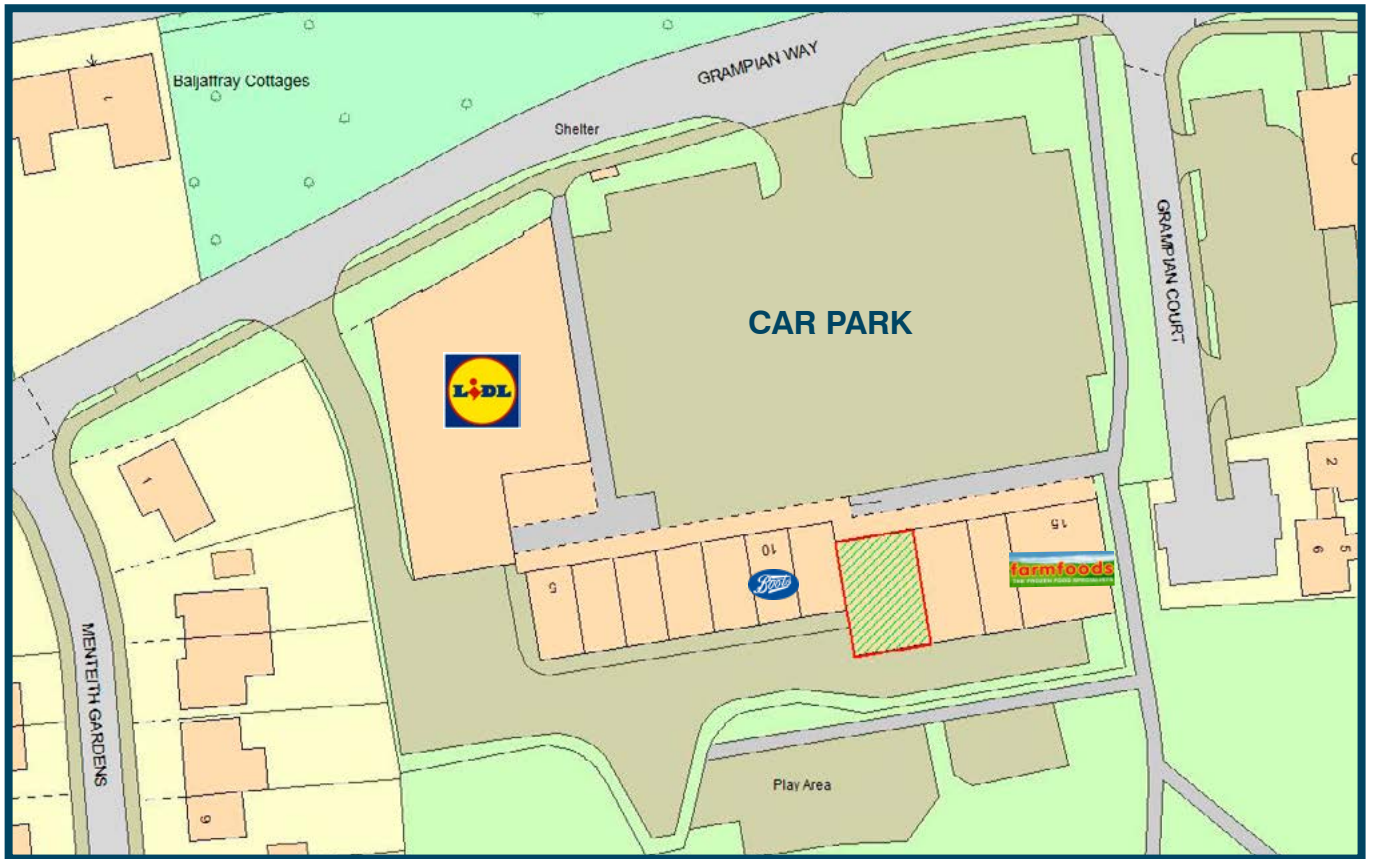 Baljaffray Cottages
GRAMPIAN WAY
Shelter
GRAMPIAN COURT
CAR PARK
LIDL
1
2
15
10
Boots
farmfoods
THE FROZEN FOOD SPECIALISTS
5
5
6
MENTEITH GARDENS
Play Area
9